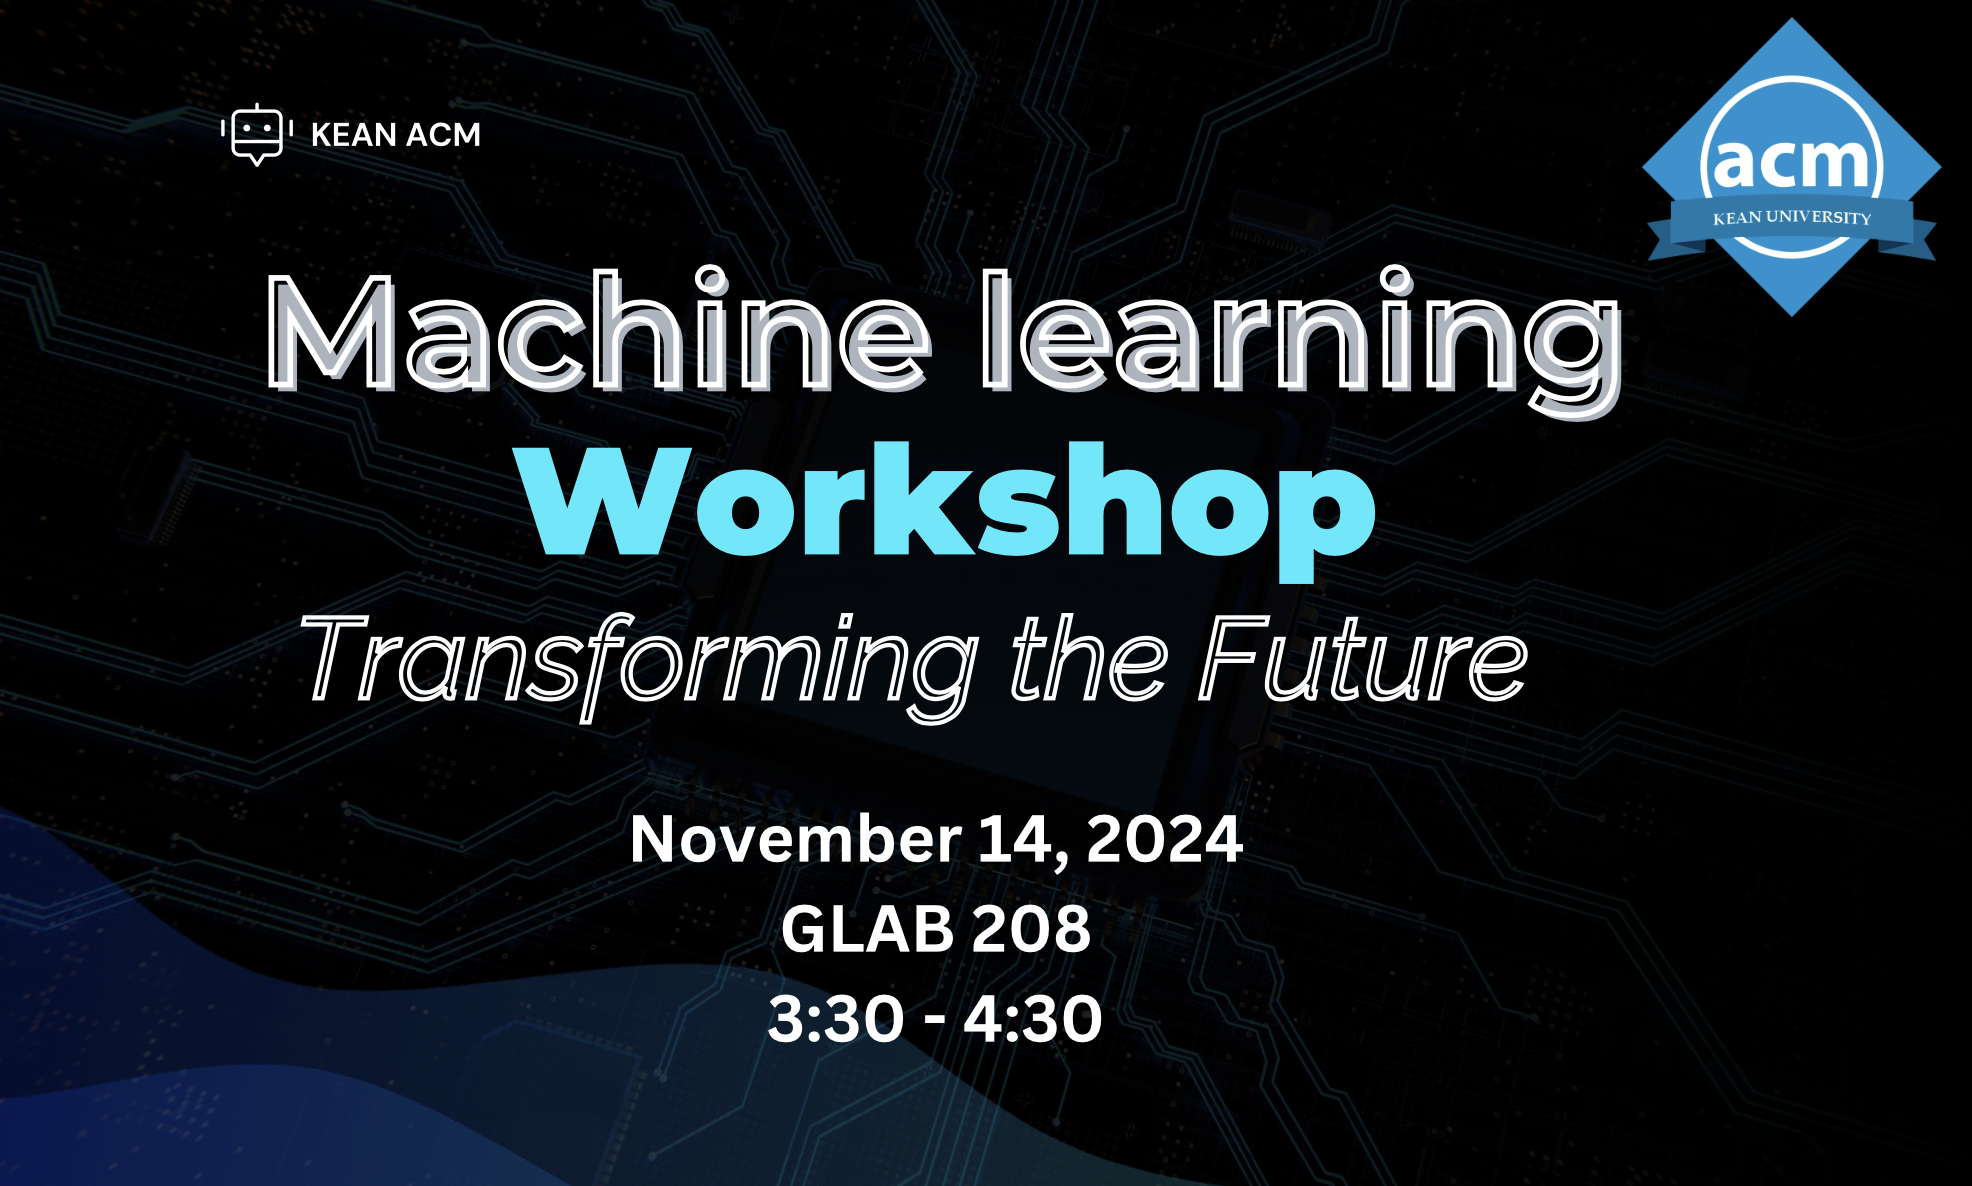 KEAN ACM
acm
KEAN UNIVERSITY
Machine learning
Workshop
Transforming the Future
November 14, 2024
GLAB 208
3:30 - 4:30